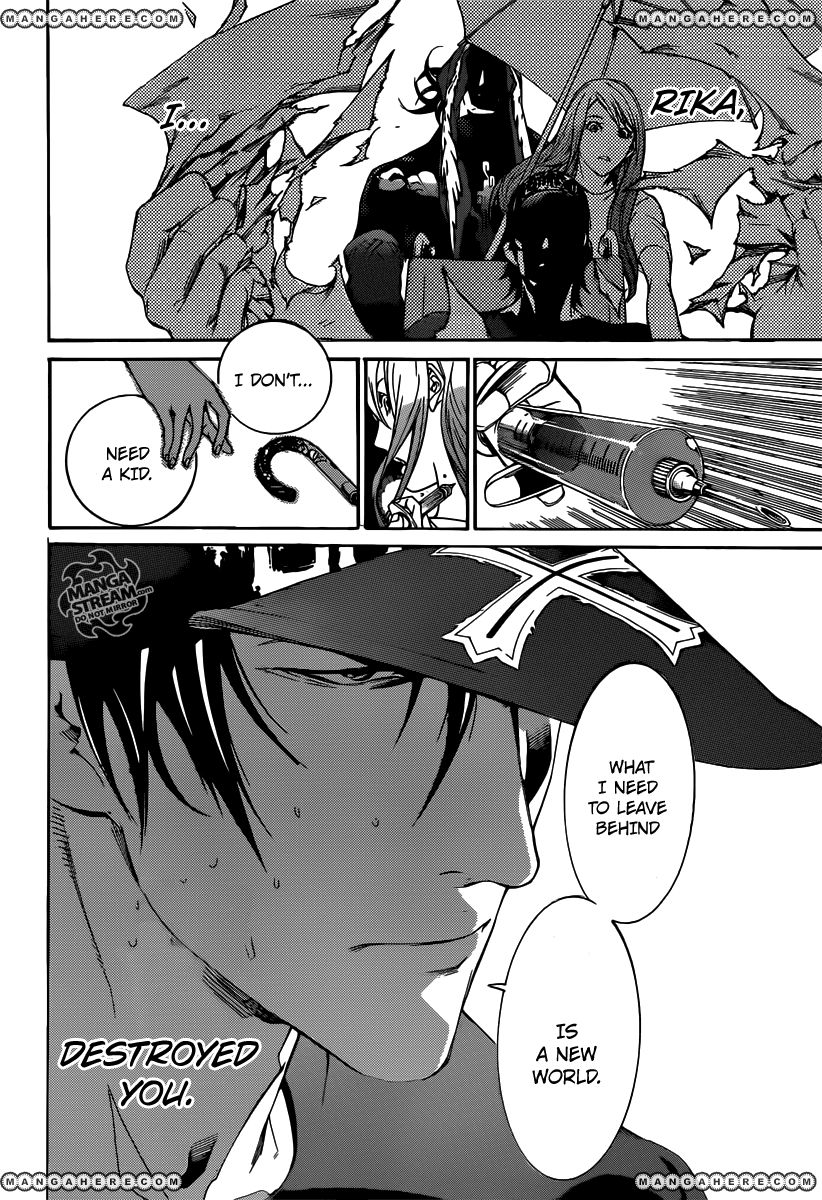 MANGAHERE.COM
MANGAHERE.COM
RIKA,
I...
I DON'T...
NEED
A KID.
MANGA
STREAM.com
DO NOT MIRROR
WHAT
I NEED
TO LEAVE
BEHIND
IS
A NEW
WORLD.
DESTROYED
YOU.
MANGAHERE.COM
MANGAHERE.COM